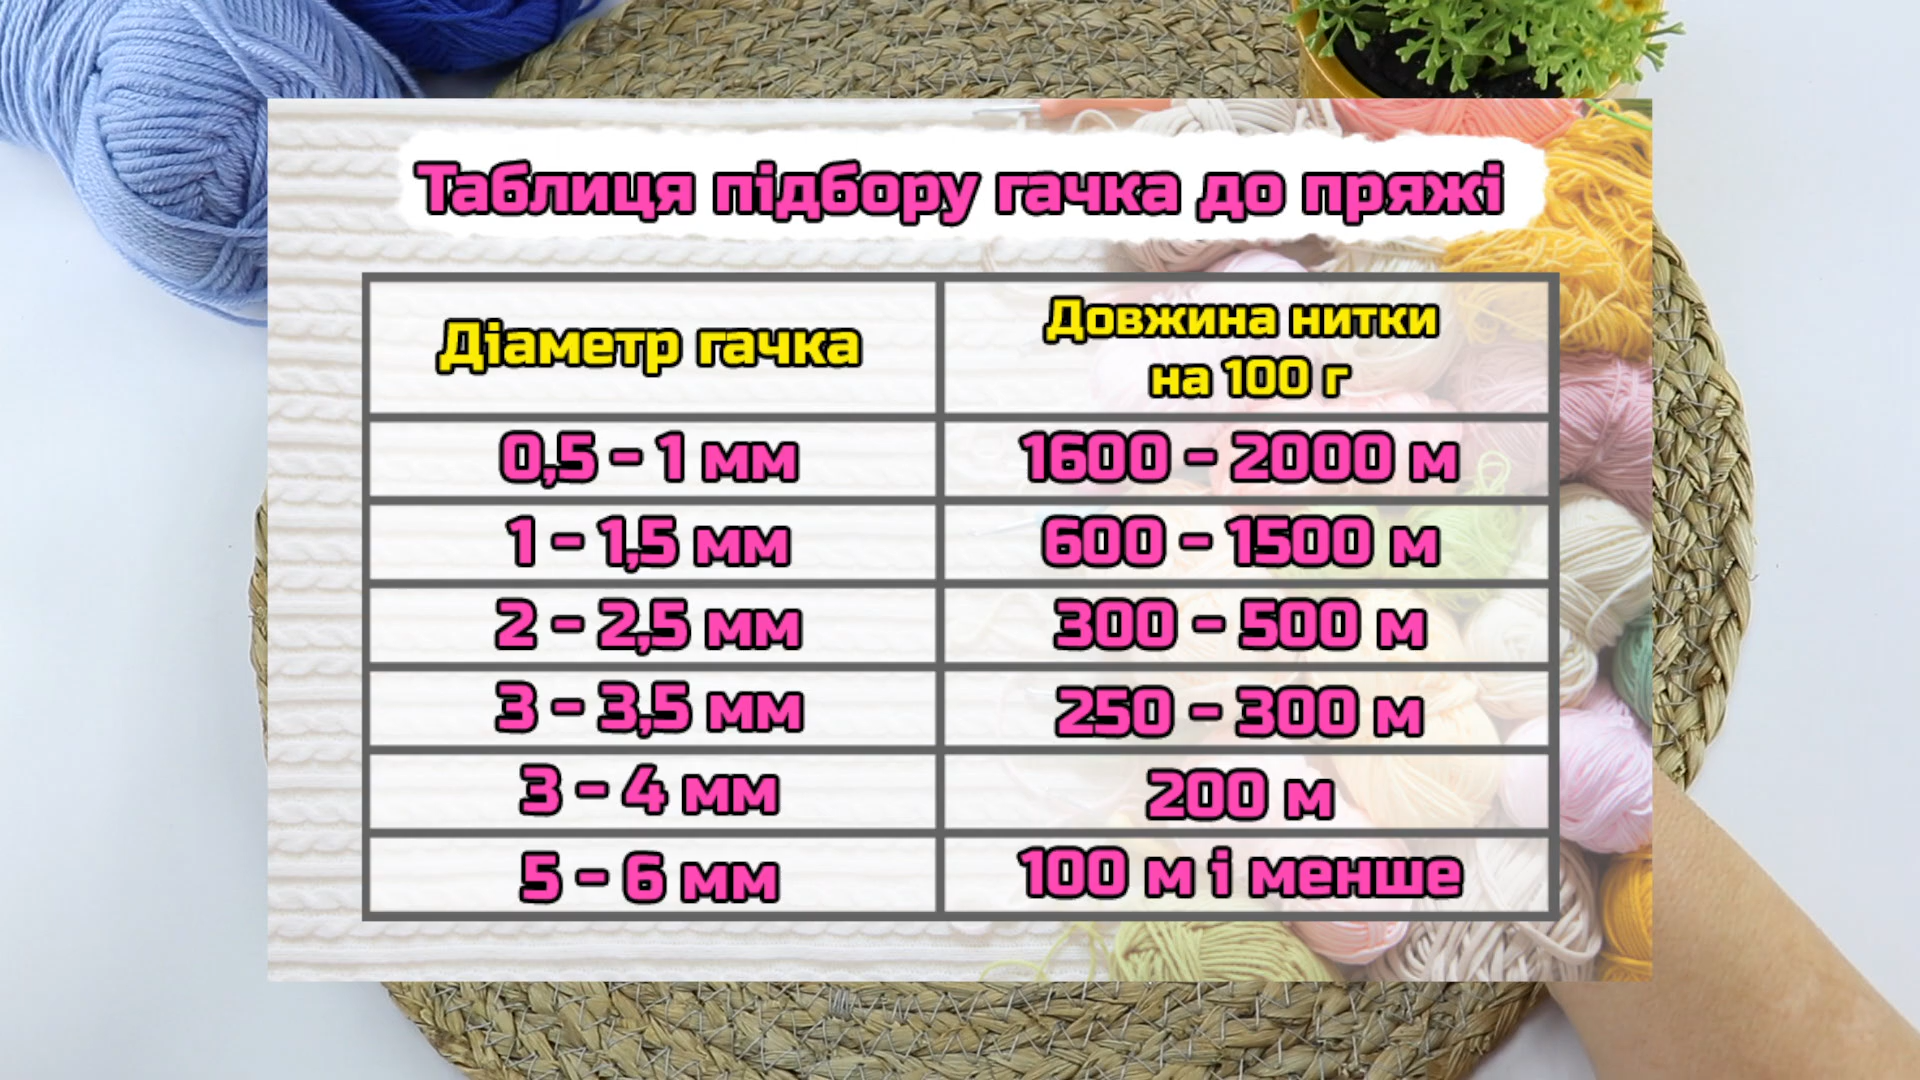 Таблиця підбору гачка до пряжі
Діаметр гачка
Довжина нитки
на 100 г
0,5 - 1 мм
1600 - 2000 м
1 - 1,5 мм
600 - 1500 м
2 - 2,5 мм
300 - 500 м
3 - 3,5 мм
250 - 300 м
3 - 4 мм
200 м
5 - 6 мм
100 м і менше